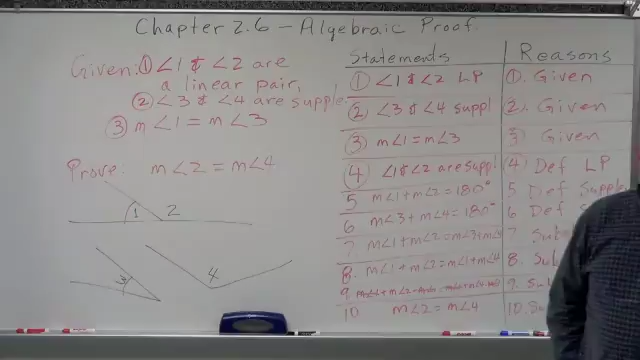 Chapter 2.6 - Algebraic Proof
Given: ① ∠1 & ∠2 are
a linear pair,
② ∠3 & ∠4 are supple
③ m∠1 = m∠3
Prove: m∠2 = m∠4
1 2
3
4
Statements Reasons
① ∠1 & ∠2 LP ①. Given
② ∠3 & ∠4 suppl ②. Given
③ m∠1 = m∠3 ③ Given
④ ∠1 & ∠2 are suppl ④ Def LP
5 m∠1 + m∠2 = 180° 5 Def Supple
6 m∠3 + m∠4 = 180° 6 Def
7. m∠1 + m∠2 = m∠3 + m∠4 7
8. m∠1 + m∠2 = m∠1 + m∠4 8.
9. 9.
10 m∠2 = m∠4 10.